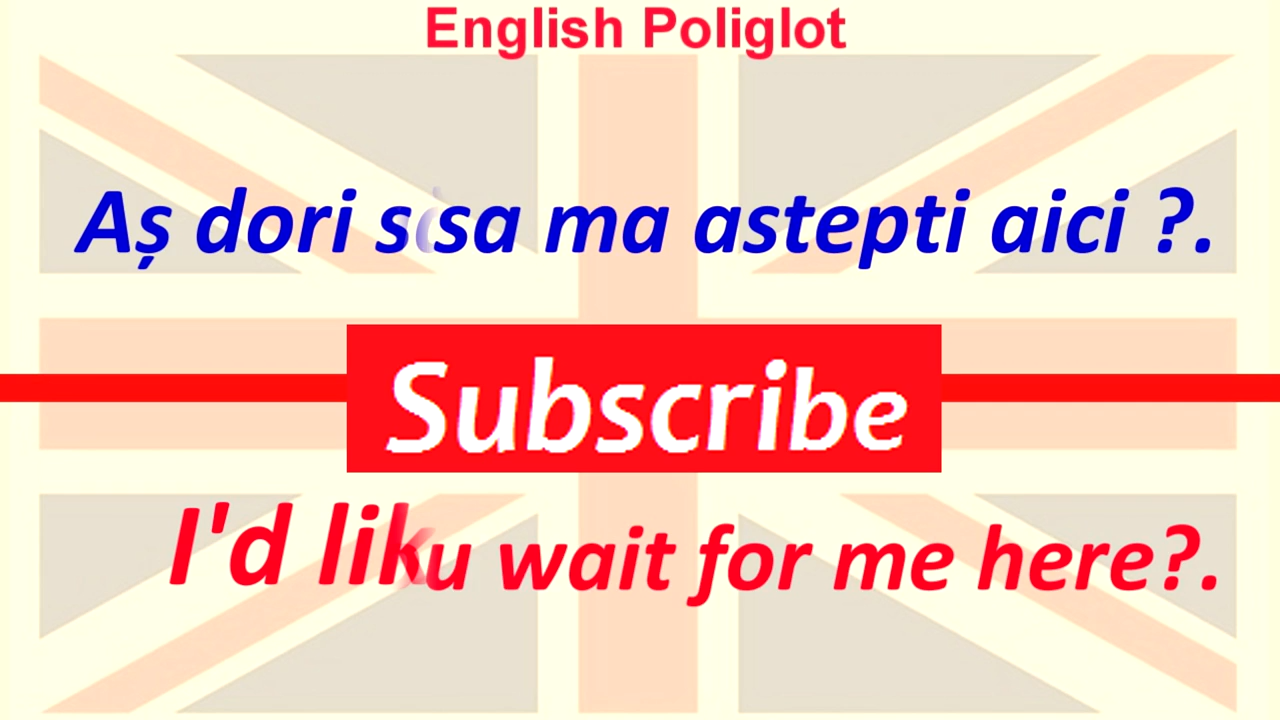 English Poliglot
Aș dori sa ma astepti aici ?.
Subscribe
I'd wait for me here?.